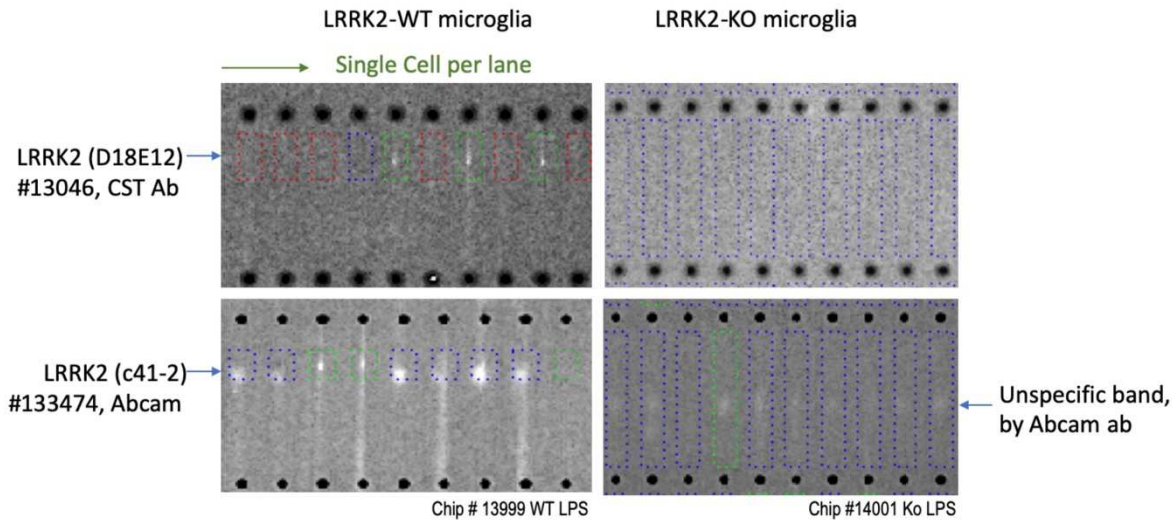 LRRK2-WT microglia
LRRK2-KO microglia
Single Cell per lane
LRRK2 (D18E12)
#13046, CST Ab
LRRK2 (c41-2)
#133474, Abcam
Unspecific band,
by Abcam ab
Chip # 13999 WT LPS
Chip #14001 Ko LPS